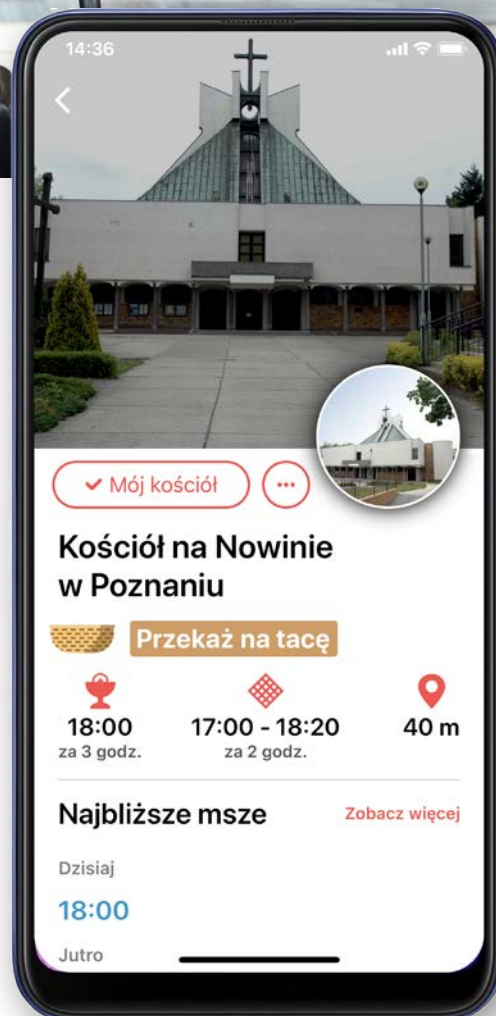 14:36
Mój kościół
Kościół na Nowinie
w Poznaniu
Przekaż na tacę
18:00
17:00 - 18:20
40 m
za 3 godz.
za 2 godz.
Najbliższe msze
Zobacz więcej
Dzisiaj
18:00
Jutro